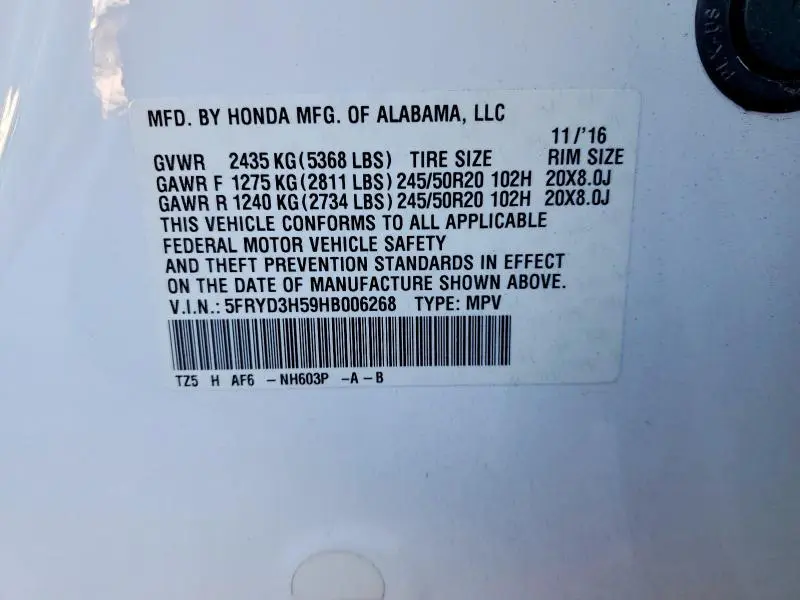 PLX-US
MFD. BY HONDA MFG. OF ALABAMA, LLC
11/'16
GVWR 2435 KG(5368 LBS) TIRE SIZE RIM SIZE
GAWR F 1275 KG(2811 LBS)245/50R20 102H 20X8.0J
GAWR R 1240 KG(2734 LBS)245/50R20 102H 20X8.0J
THIS VEHICLE CONFORMS TO ALL APPLICABLE
FEDERAL MOTOR VEHICLE SAFETY
AND THEFT PREVENTION STANDARDS IN EFFECT
ON THE DATE OF MANUFACTURE SHOWN ABOVE.
V.I.N.: 5FRYD3H59HB006268 TYPE: MPV
TZ5 H AF6 -NH603P -A-B